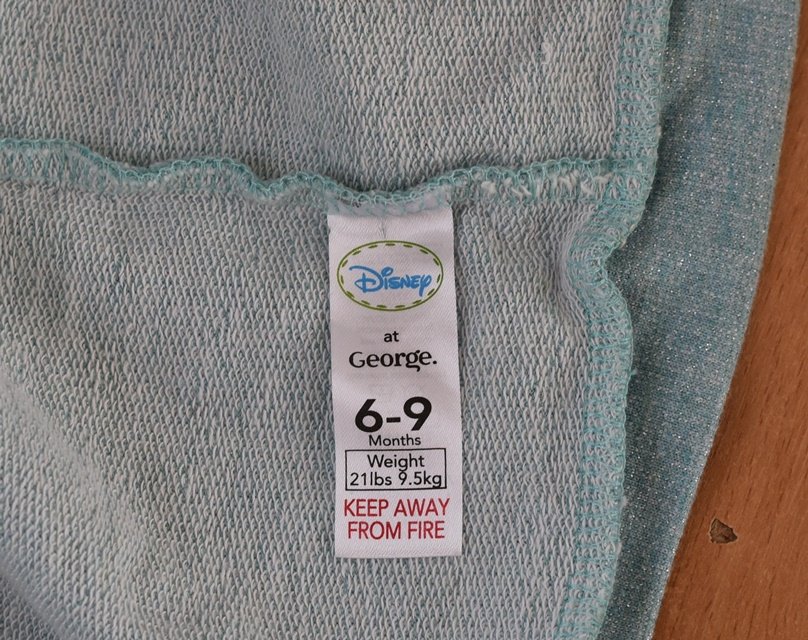 Disney
at
George.
6-9
Months
Weight
21lbs 9.5kg
KEEP AWAY
FROM FIRE